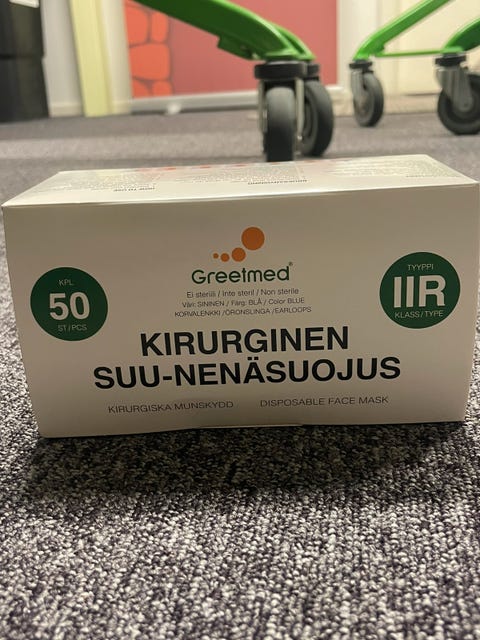 Greetmed®
Ei steriili / Inte steril / Non sterile
Väri: SININEN / Färg: BLÅ / Color BLUE
KORVALENKKI / ÖRONSLINGA / EARLOOPS
KPL
50
ST/PCS
TYYPPI
IIR
KLASS/TYPE
KIRURGINEN
SUU-NENÄSUOJUS
KIRURGISKA MUNSKYDD DISPOSABLE FACE MASK